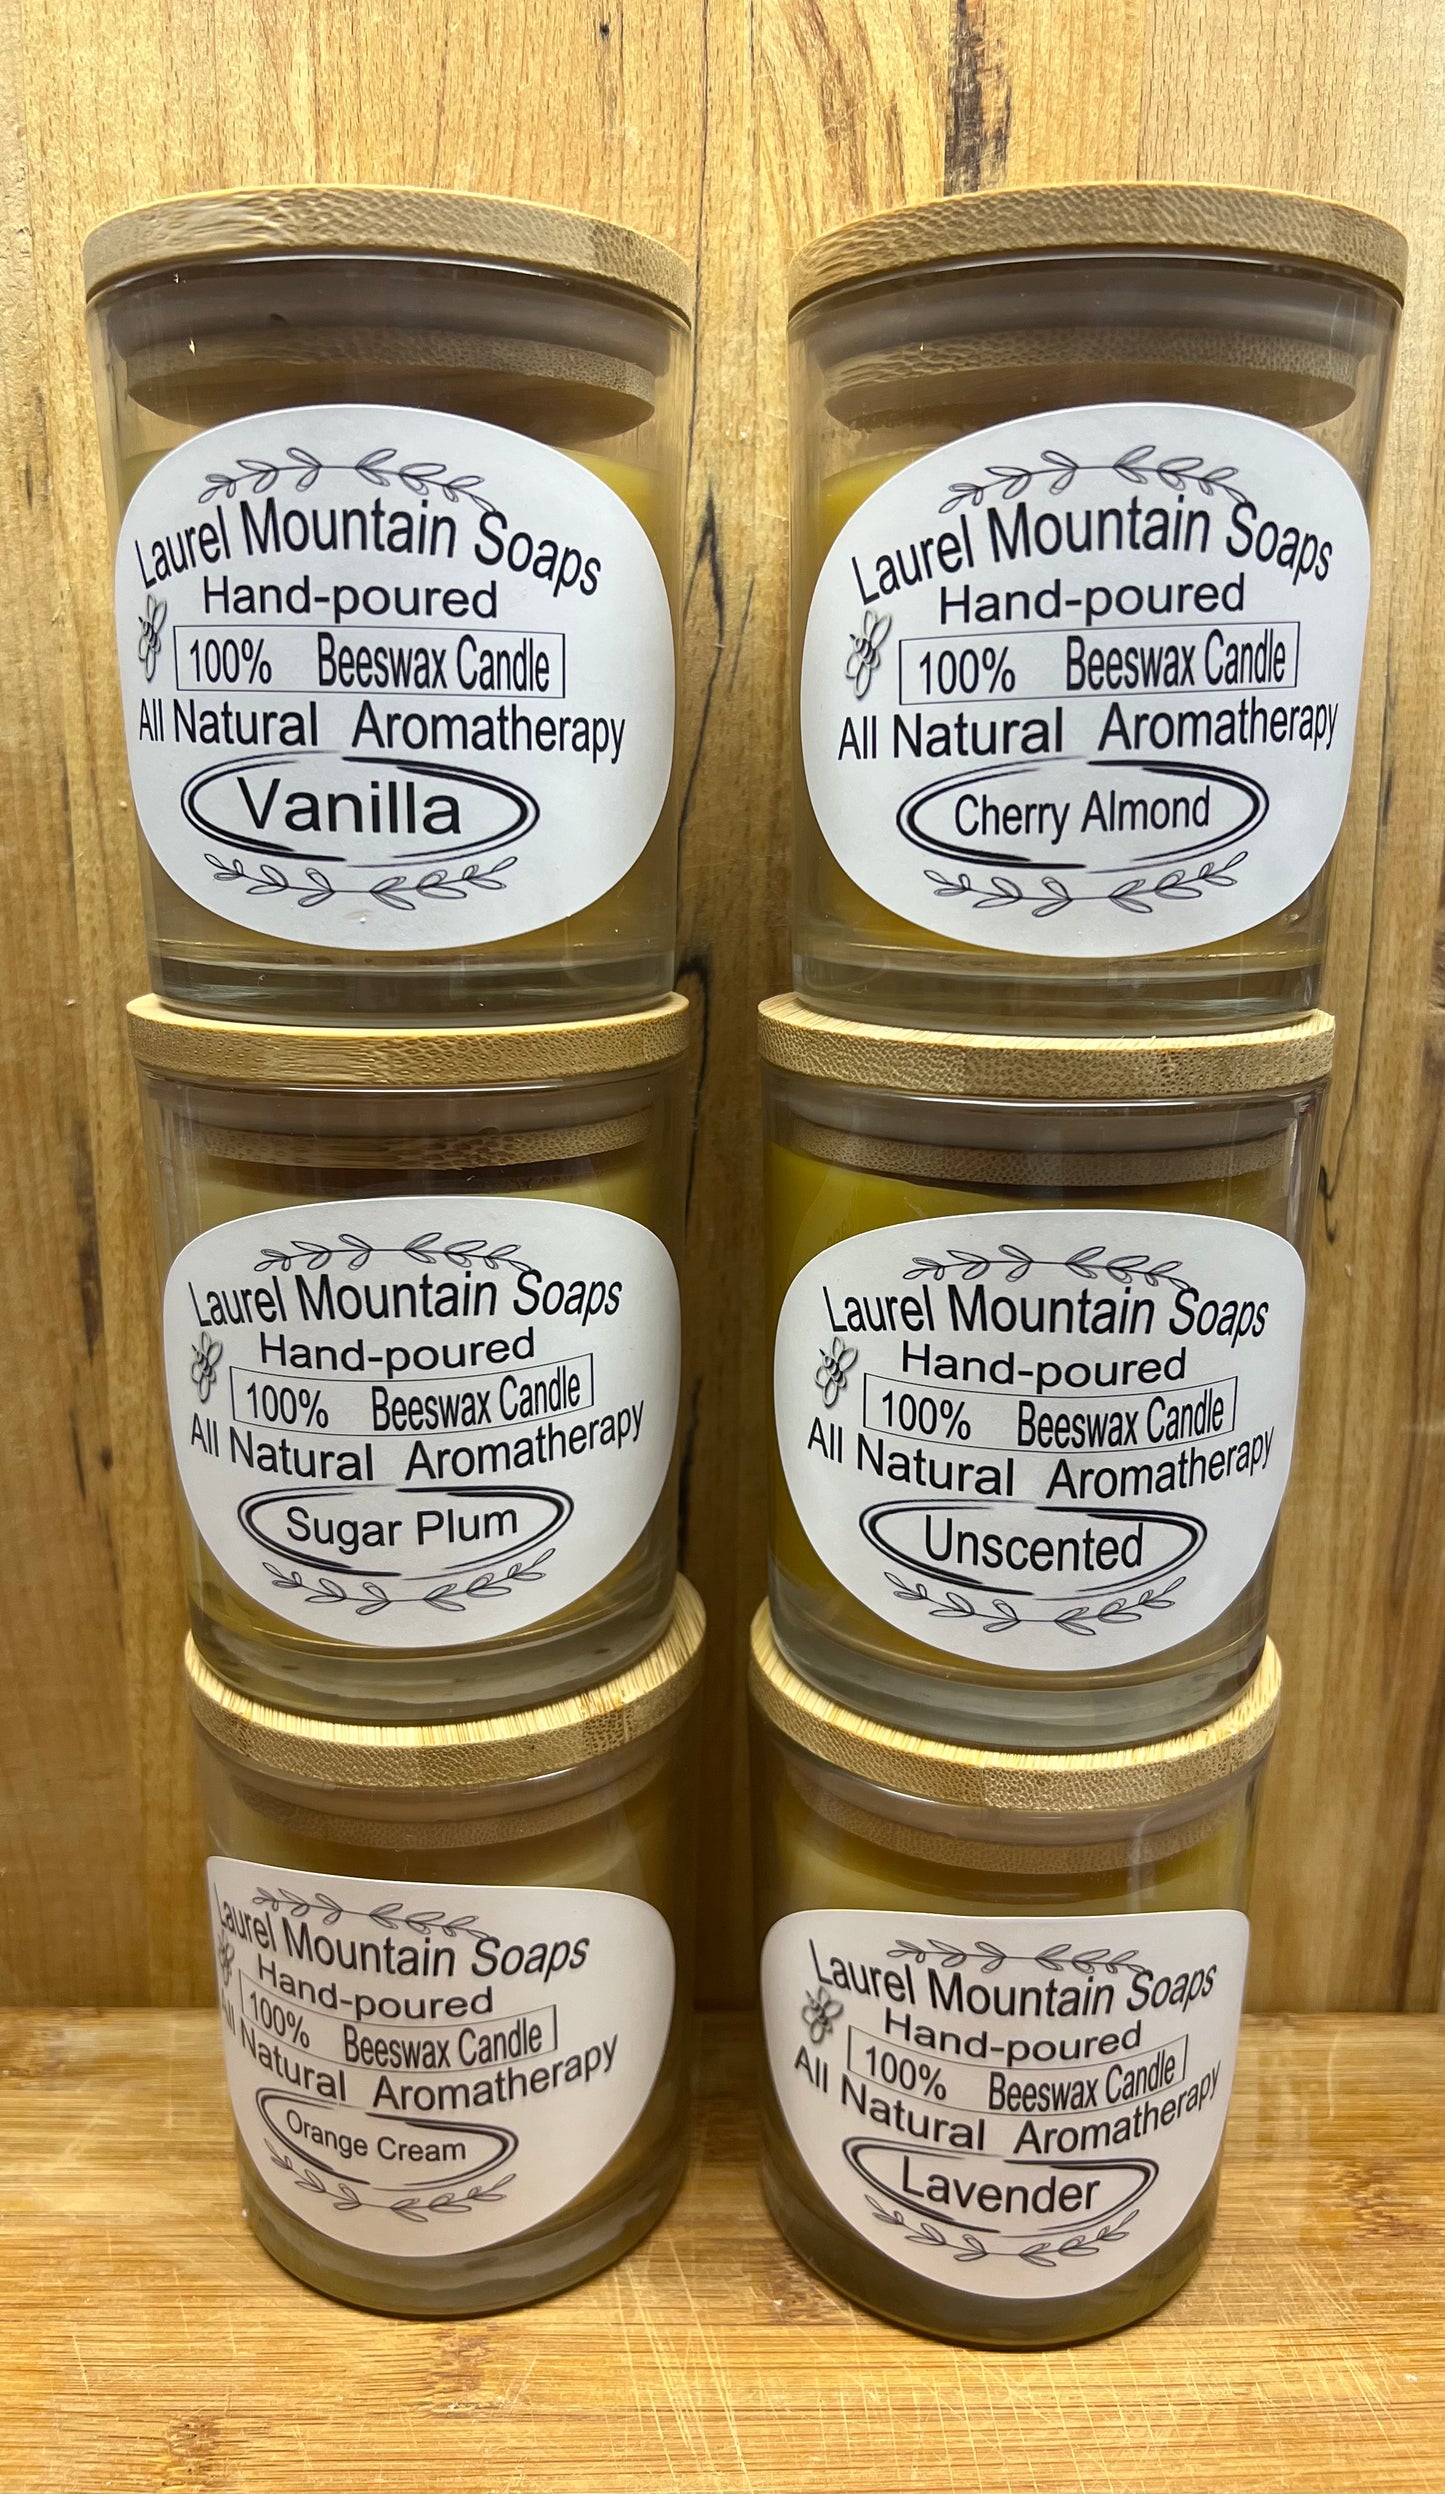 Laurel Mountain Soaps
Hand-poured
100% Beeswax Candle
All Natural Aromatherapy
Vanilla
Laurel Mountain Soaps
Hand-poured
100% Beeswax Candle
All Natural Aromatherapy
Cherry Almond
Laurel Mountain Soaps
Hand-poured
100% Beeswax Candle
All Natural Aromatherapy
Sugar Plum
Laurel Mountain Soaps
Hand-poured
100% Beeswax Candle
All Natural Aromatherapy
Unscented
Laurel Mountain Soaps
Hand-poured
100% Beeswax Candle
All Natural Aromatherapy
Orange Cream
Laurel Mountain Soaps
Hand-poured
100% Beeswax Candle
All Natural Aromatherapy
Lavender